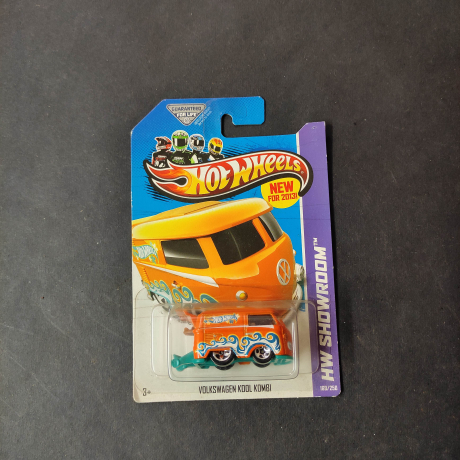 GUARANTEED
FOR LIFE
HOT WHEELS
NEW
FOR 2013!
HW SHOWROOM™
VOLKSWAGEN KOOL KOMBI
3+